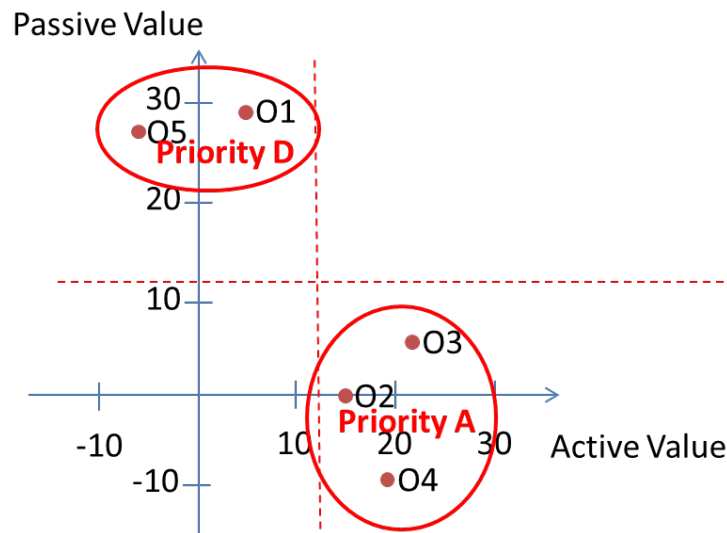 Passive Value
30
O1
O5
Priority D
20
10
O3
O2
Priority A
-10
10
20
30
Active Value
-10
O4